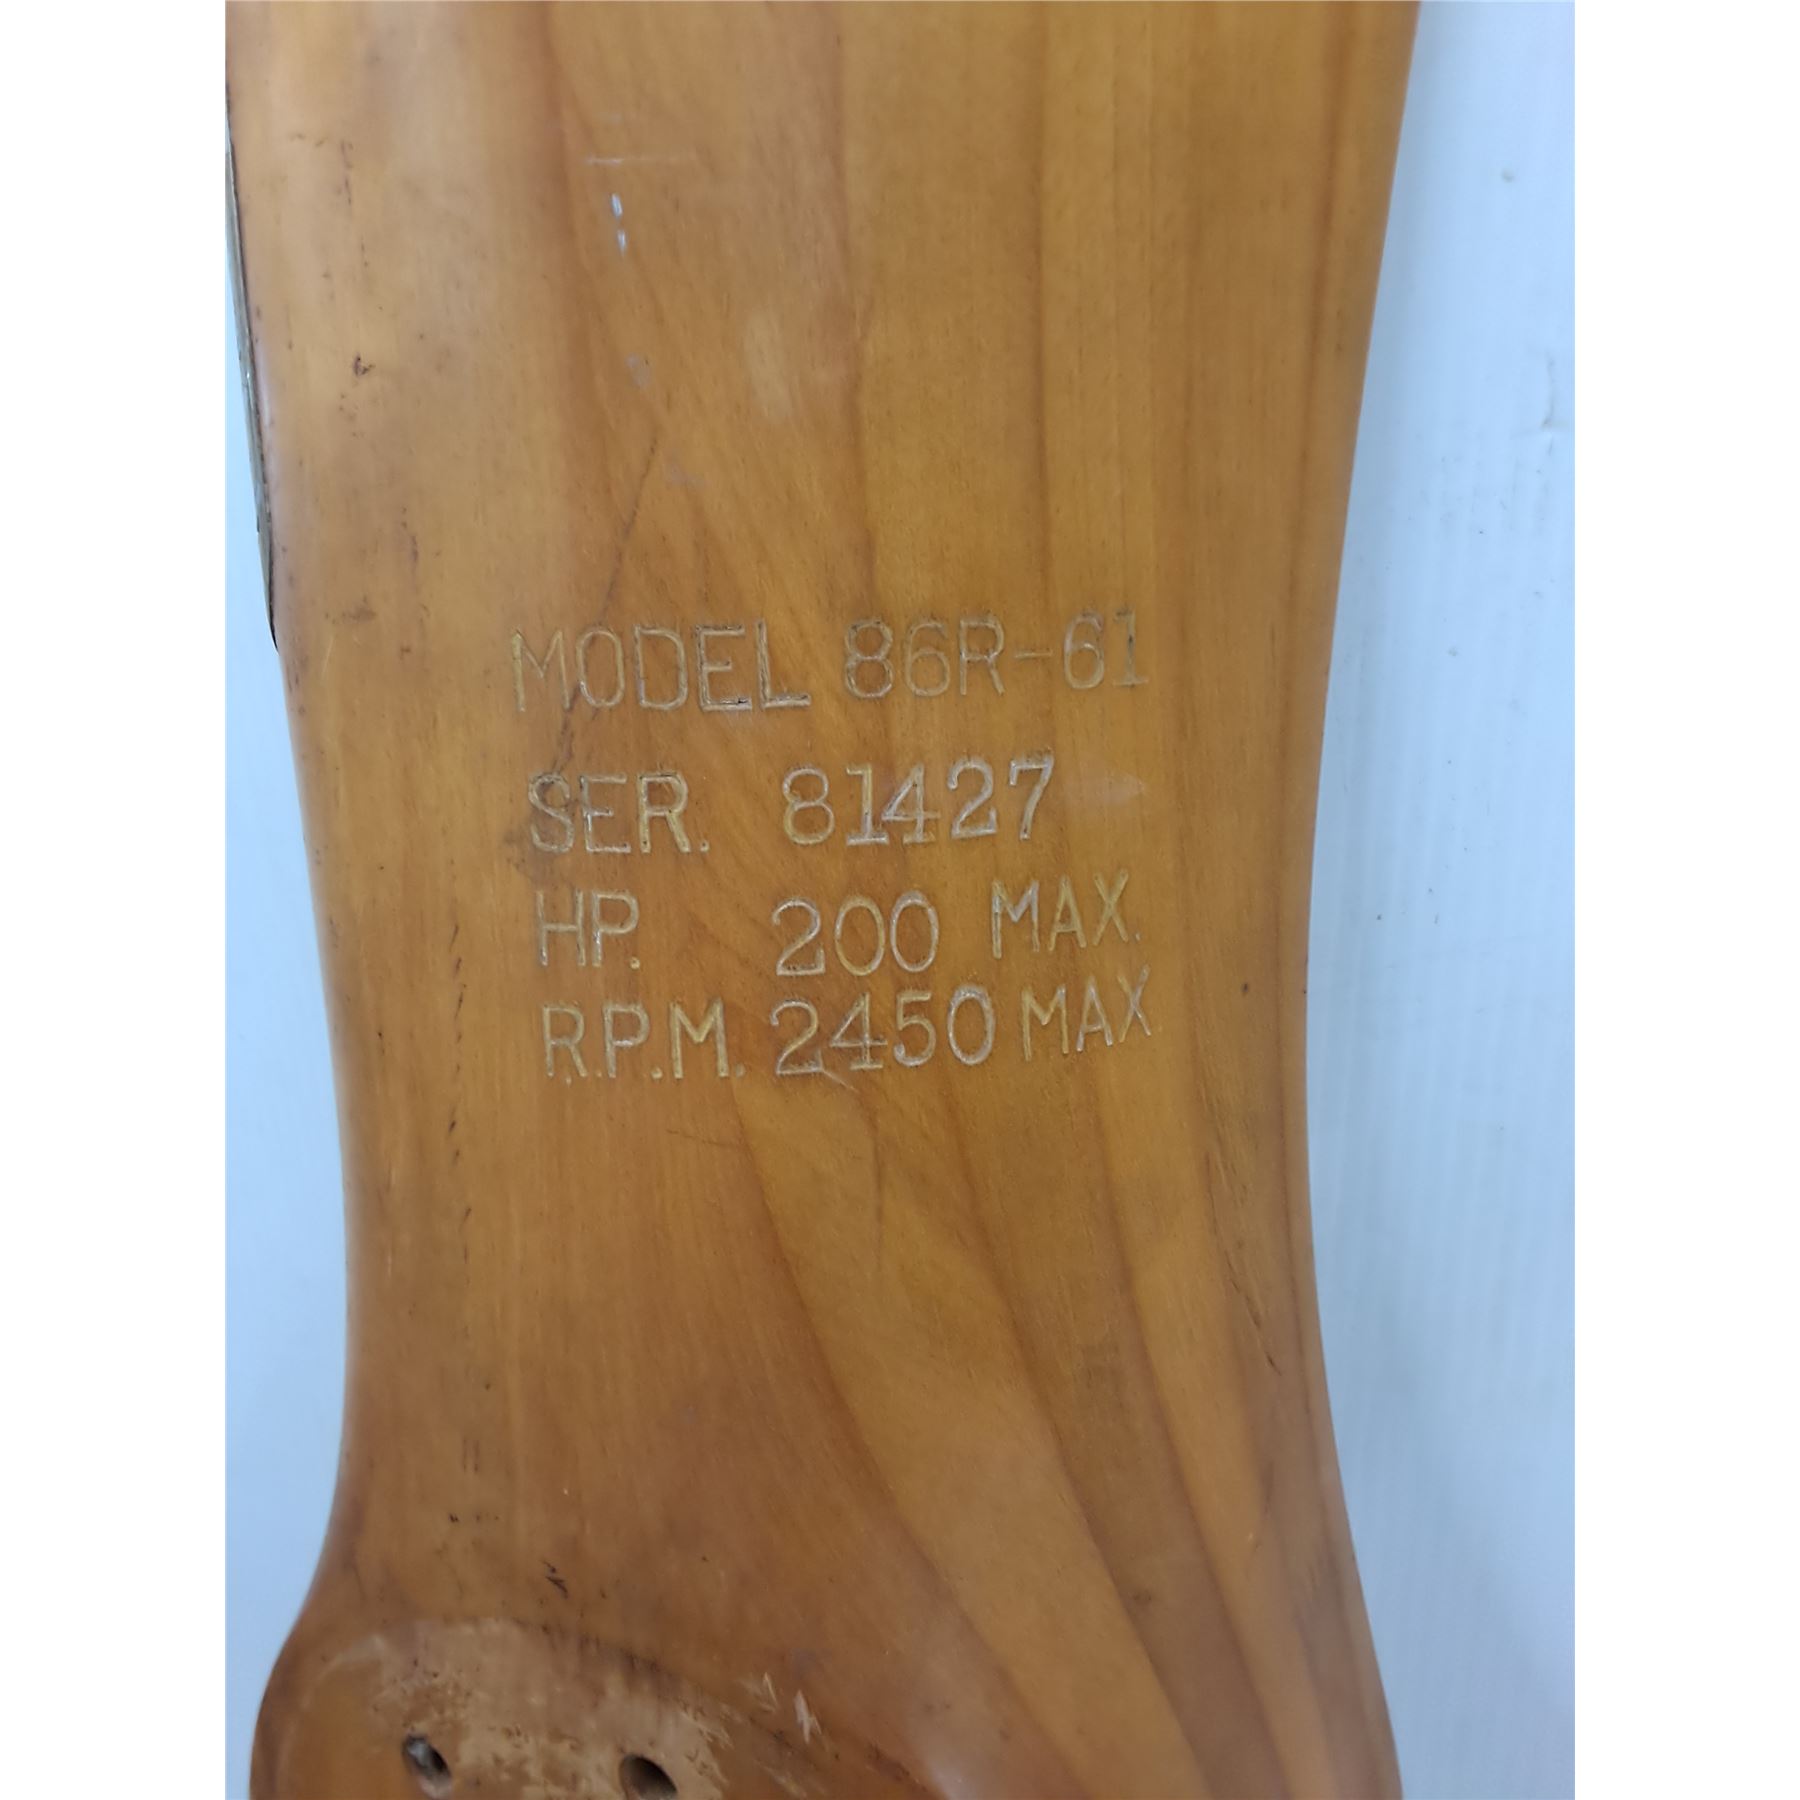 MODEL 86R-61
SER. 81427
HP. 200 MAX.
R.P.M. 2450 MAX